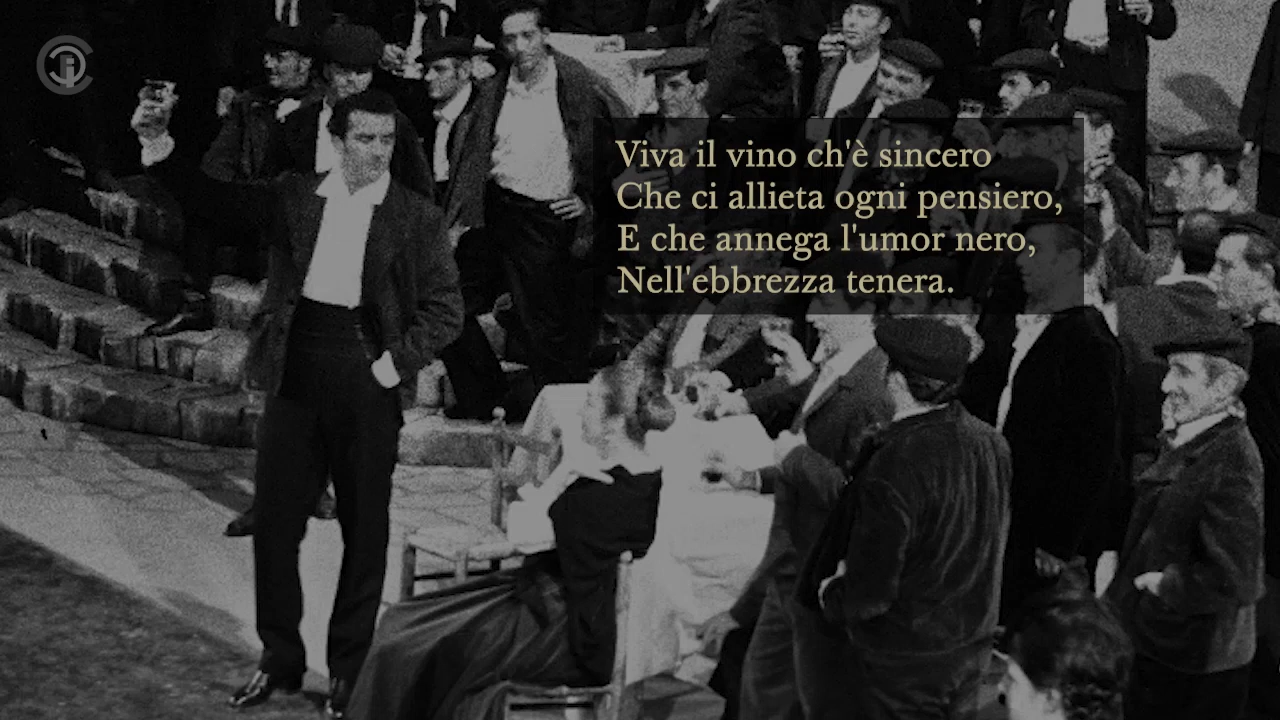 Viva il vino ch'è sincero
Che ci allieta ogni pensiero,
E che annega l'umor nero,
Nell'ebbrezza tenera.